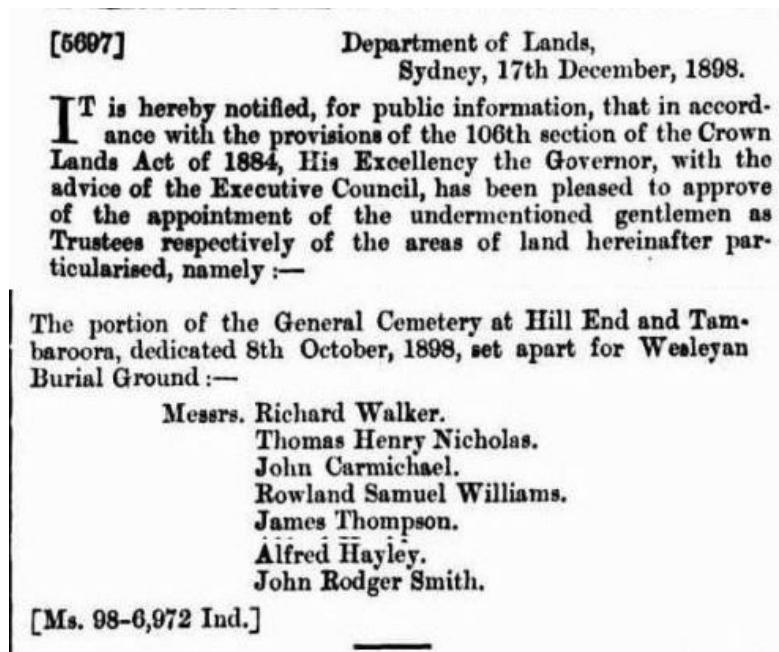 [5697] Department of Lands,
Sydney, 17th December, 1898.
IT is hereby notified, for public information, that in accord-
ance with the provisions of the 106th section of the Crown
Lands Act of 1884, His Excellency the Governor, with the
advice of the Executive Council, has been pleased to approve
of the appointment of the undermentioned gentlemen as
Trustees respectively of the areas of land hereinafter par-
ticularised, namely :—
The portion of the General Cemetery at Hill End and Tam-
baroora, dedicated 8th October, 1898, set apart for Wesleyan
Burial Ground :—
Messrs. Richard Walker.
Thomas Henry Nicholas.
John Carmichael.
Rowland Samuel Williams.
James Thompson.
Alfred Hayley.
John Rodger Smith.
[Ms. 98-6,972 Ind.]